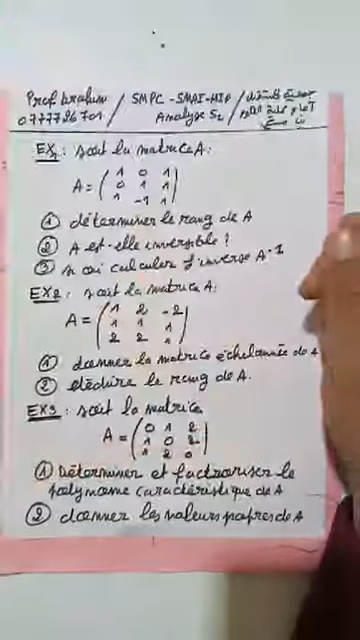 Prof brahim / SMPC - SMAI - MIP /
0777726701 Analyse S2
EX1: soit la matrice A:
A = ( 1 0 1
0 1 1
1 -1 1 )
① déterminer le rang de A
② A est-elle inversible ?
③ si oui calculer l'inverse A-1
EX2: soit la matrice A:
A = ( 1 2 -2
1 1 1
2 2 1 )
① donner la matrice échelonnée de A
② déduire le rang de A.
EX3: soit la matrice
A = ( 0 1 2
1 0 2
1 2 0 )
① Déterminer et factoriser le
polynome caractéristique de A
② donner les valeurs propres de A